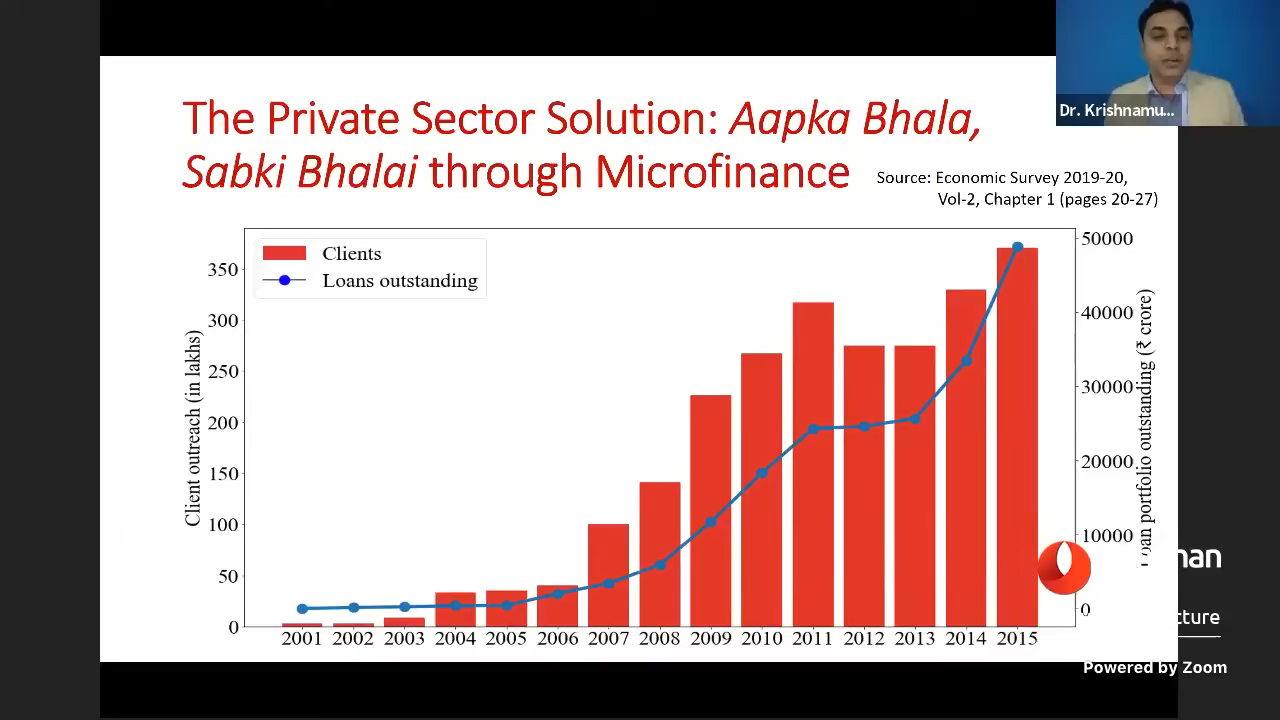 The Private Sector Solution: Aapka Bhala,
Sabki Bhalai through Microfinance
Source: Economic Survey 2019-20,
Vol-2, Chapter 1 (pages 20-27)
Dr. Krishnamu...
Clients
Loans outstanding
Client outreach (in lakhs)
350
300
250
200
150
100
50
0
50000
40000
30000
20000
10000
0
portfolio outstanding (₹ crore)
2001 2002 2003 2004 2005 2006 2007 2008 2009 2010 2011 2012 2013 2014 2015
nan
cture
Powered by Zoom